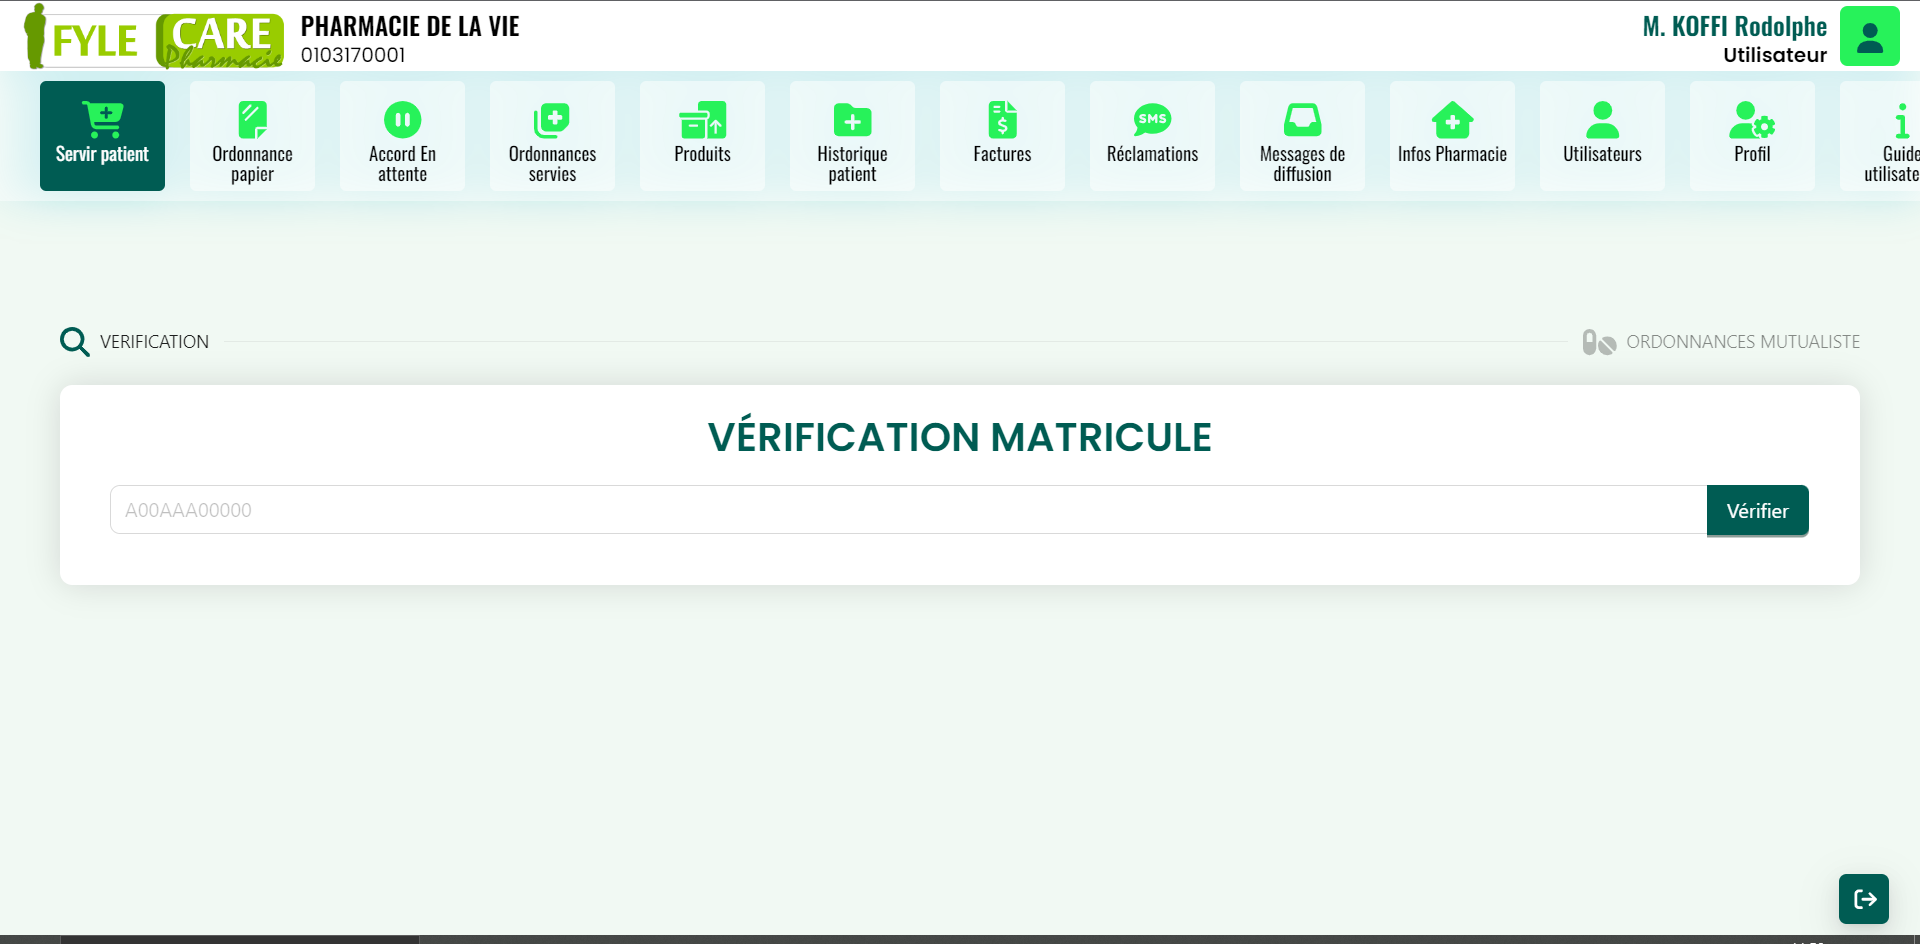 FYLE CARE
Pharmacie
PHARMACIE DE LA VIE
0103170001
M. KOFFI Rodolphe
Utilisateur
Servir patient
Ordonnance
papier
Accord En
attente
Ordonnances
servies
Produits
Historique
patient
Factures
SMS
Réclamations
Messages de
diffusion
Infos Pharmacie
Utilisateurs
Profil
Guide
utilisate
VERIFICATION
ORDONNANCES MUTUALISTE
VÉRIFICATION MATRICULE
A00AAA00000
Vérifier